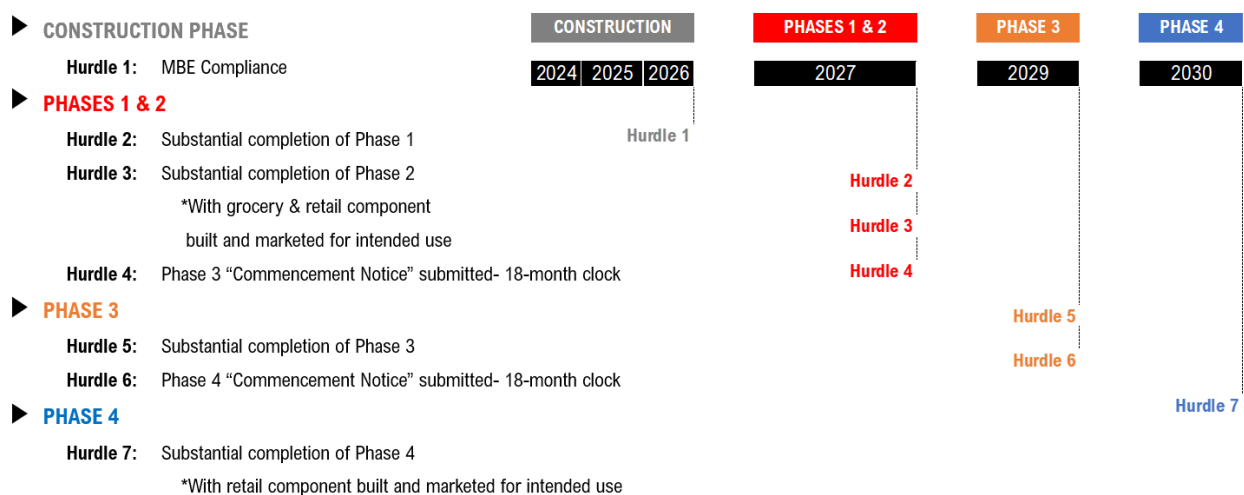 CONSTRUCTION PHASE
Hurdle 1: MBE Compliance
PHASES 1 & 2
Hurdle 2: Substantial completion of Phase 1
Hurdle 3: Substantial completion of Phase 2
*With grocery & retail component
built and marketed for intended use
Hurdle 4: Phase 3 “Commencement Notice” submitted- 18-month clock
PHASE 3
Hurdle 5: Substantial completion of Phase 3
Hurdle 6: Phase 4 “Commencement Notice” submitted- 18-month clock
PHASE 4
Hurdle 7: Substantial completion of Phase 4
*With retail component built and marketed for intended use
CONSTRUCTION PHASES 1 & 2 PHASE 3 PHASE 4
2024 2025 2026 2027 2029 2030
Hurdle 1
Hurdle 2
Hurdle 3
Hurdle 4
Hurdle 5
Hurdle 6
Hurdle 7